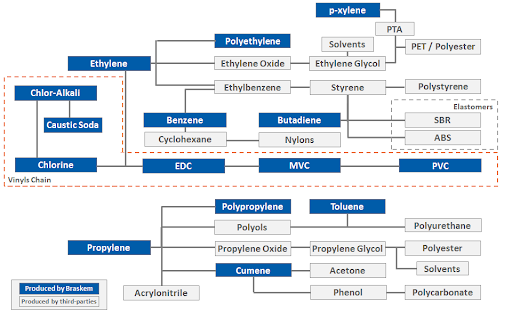 p-xylene
PTA
Polyethylene
Solvents
PET / Polyester
Ethylene
Ethylene Oxide
Ethylene Glycol
Ethylbenzene
Styrene
Polystyrene
Chlor-Alkali
Elastomers
Caustic Soda
Benzene
Butadiene
SBR
Cyclohexane
Nylons
ABS
Chlorine
EDC
MVC
PVC
Vinyls Chain
Polypropylene
Toluene
Polyols
Polyurethane
Propylene
Propylene Oxide
Propylene Glycol
Polyester
Cumene
Acetone
Solvents
Produced by Braskem
Produced by third-parties
Acrylonitrile
Phenol
Polycarbonate